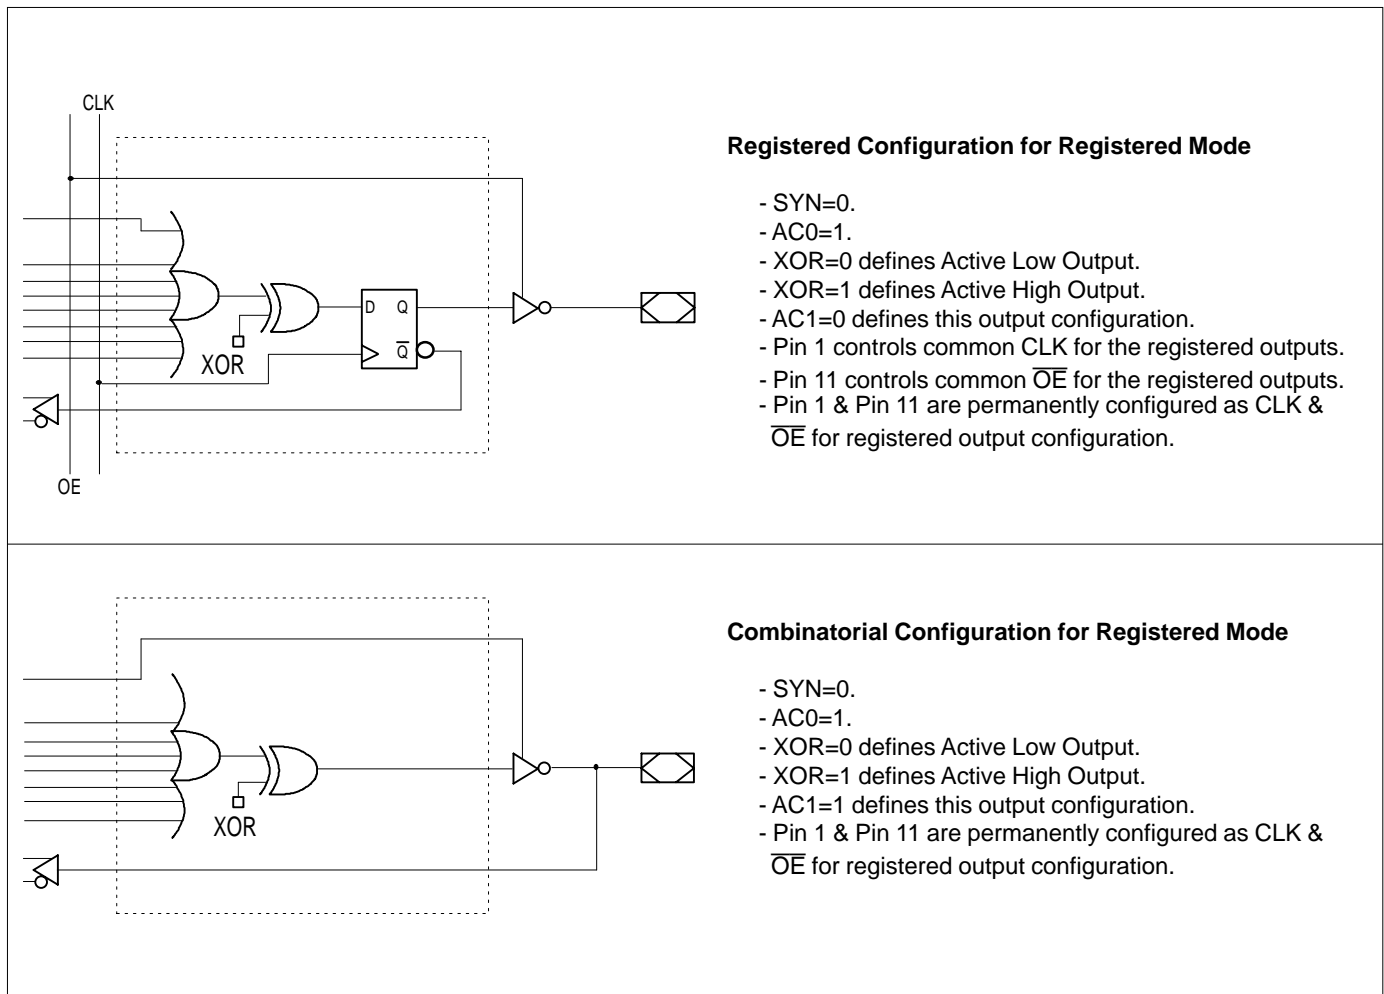 CLK
D Q
Q̅
XOR
OE
Registered Configuration for Registered Mode
- SYN=0.
- AC0=1.
- XOR=0 defines Active Low Output.
- XOR=1 defines Active High Output.
- AC1=0 defines this output configuration.
- Pin 1 controls common CLK for the registered outputs.
- Pin 11 controls common O̅E̅ for the registered outputs.
- Pin 1 & Pin 11 are permanently configured as CLK &
O̅E̅ for registered output configuration.
XOR
Combinatorial Configuration for Registered Mode
- SYN=0.
- AC0=1.
- XOR=0 defines Active Low Output.
- XOR=1 defines Active High Output.
- AC1=1 defines this output configuration.
- Pin 1 & Pin 11 are permanently configured as CLK &
O̅E̅ for registered output configuration.